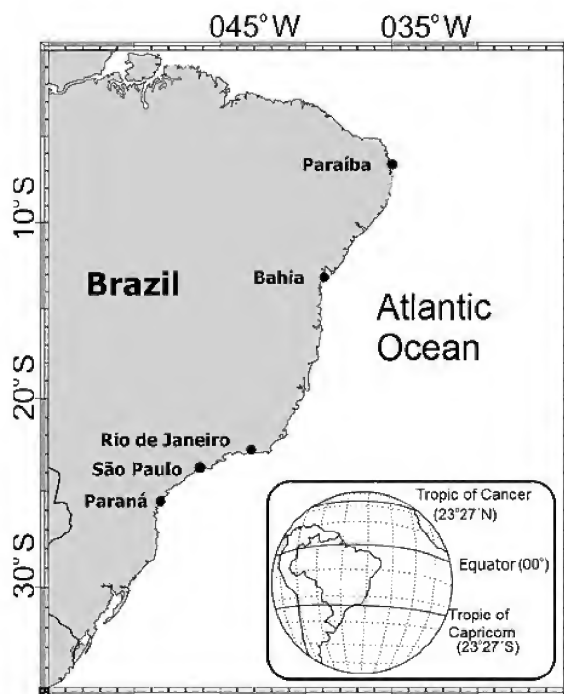 045°W
035°W
10°S
20°S
30°S
Paraíba
Bahia
Brazil
Atlantic
Ocean
Rio de Janeiro
São Paulo
Paraná
Tropic of Cancer
(23°27´N)
Equator (00°)
Tropic of
Capricorn
(23°27´S)